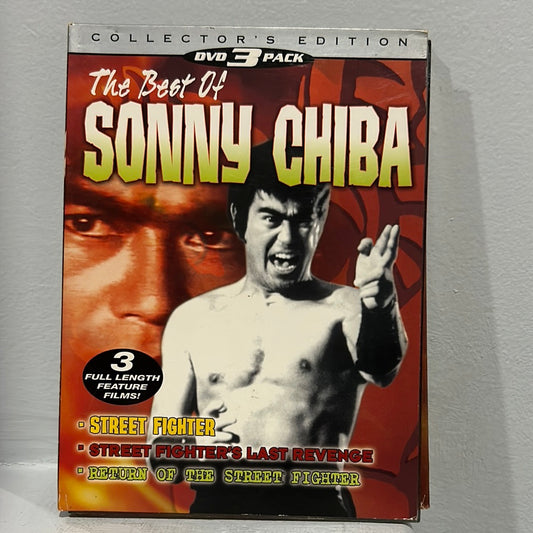 COLLECTOR'S EDITION
DVD 3 PACK
The Best Of
SONNY CHIBA
3
FULL LENGTH
FEATURE
FILMS!
▪ STREET FIGHTER
▪ STREET FIGHTER'S LAST REVENGE
▪ RETURN OF THE STREET FIGHTER